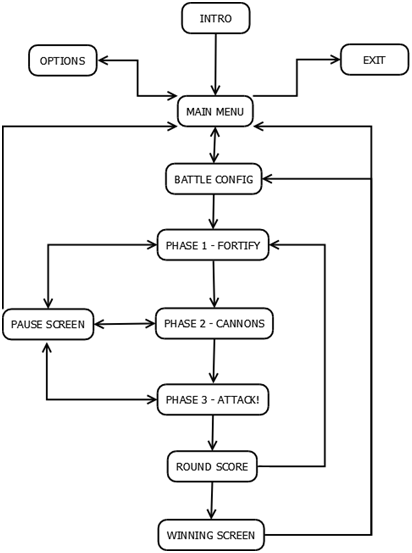 INTRO
OPTIONS
EXIT
MAIN MENU
BATTLE CONFIG
PHASE 1 - FORTIFY
PAUSE SCREEN
PHASE 2 - CANNONS
PHASE 3 - ATTACK!
ROUND SCORE
WINNING SCREEN